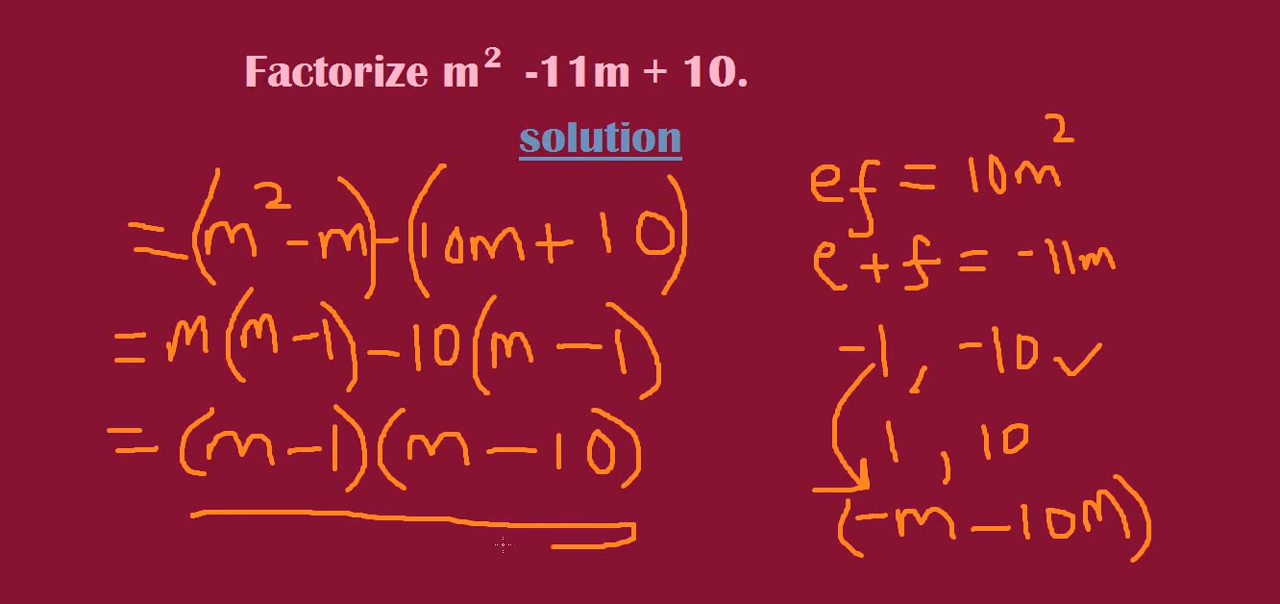 Factorize m² -11m + 10.
solution
=(m² - m) - (10m + 10)
= m(m - 1) - 10(m - 1)
= (m - 1)(m - 10)
ef = 10m²
e + f = -11m
-1, -10 ✓
1, 10
(-m - 10m)